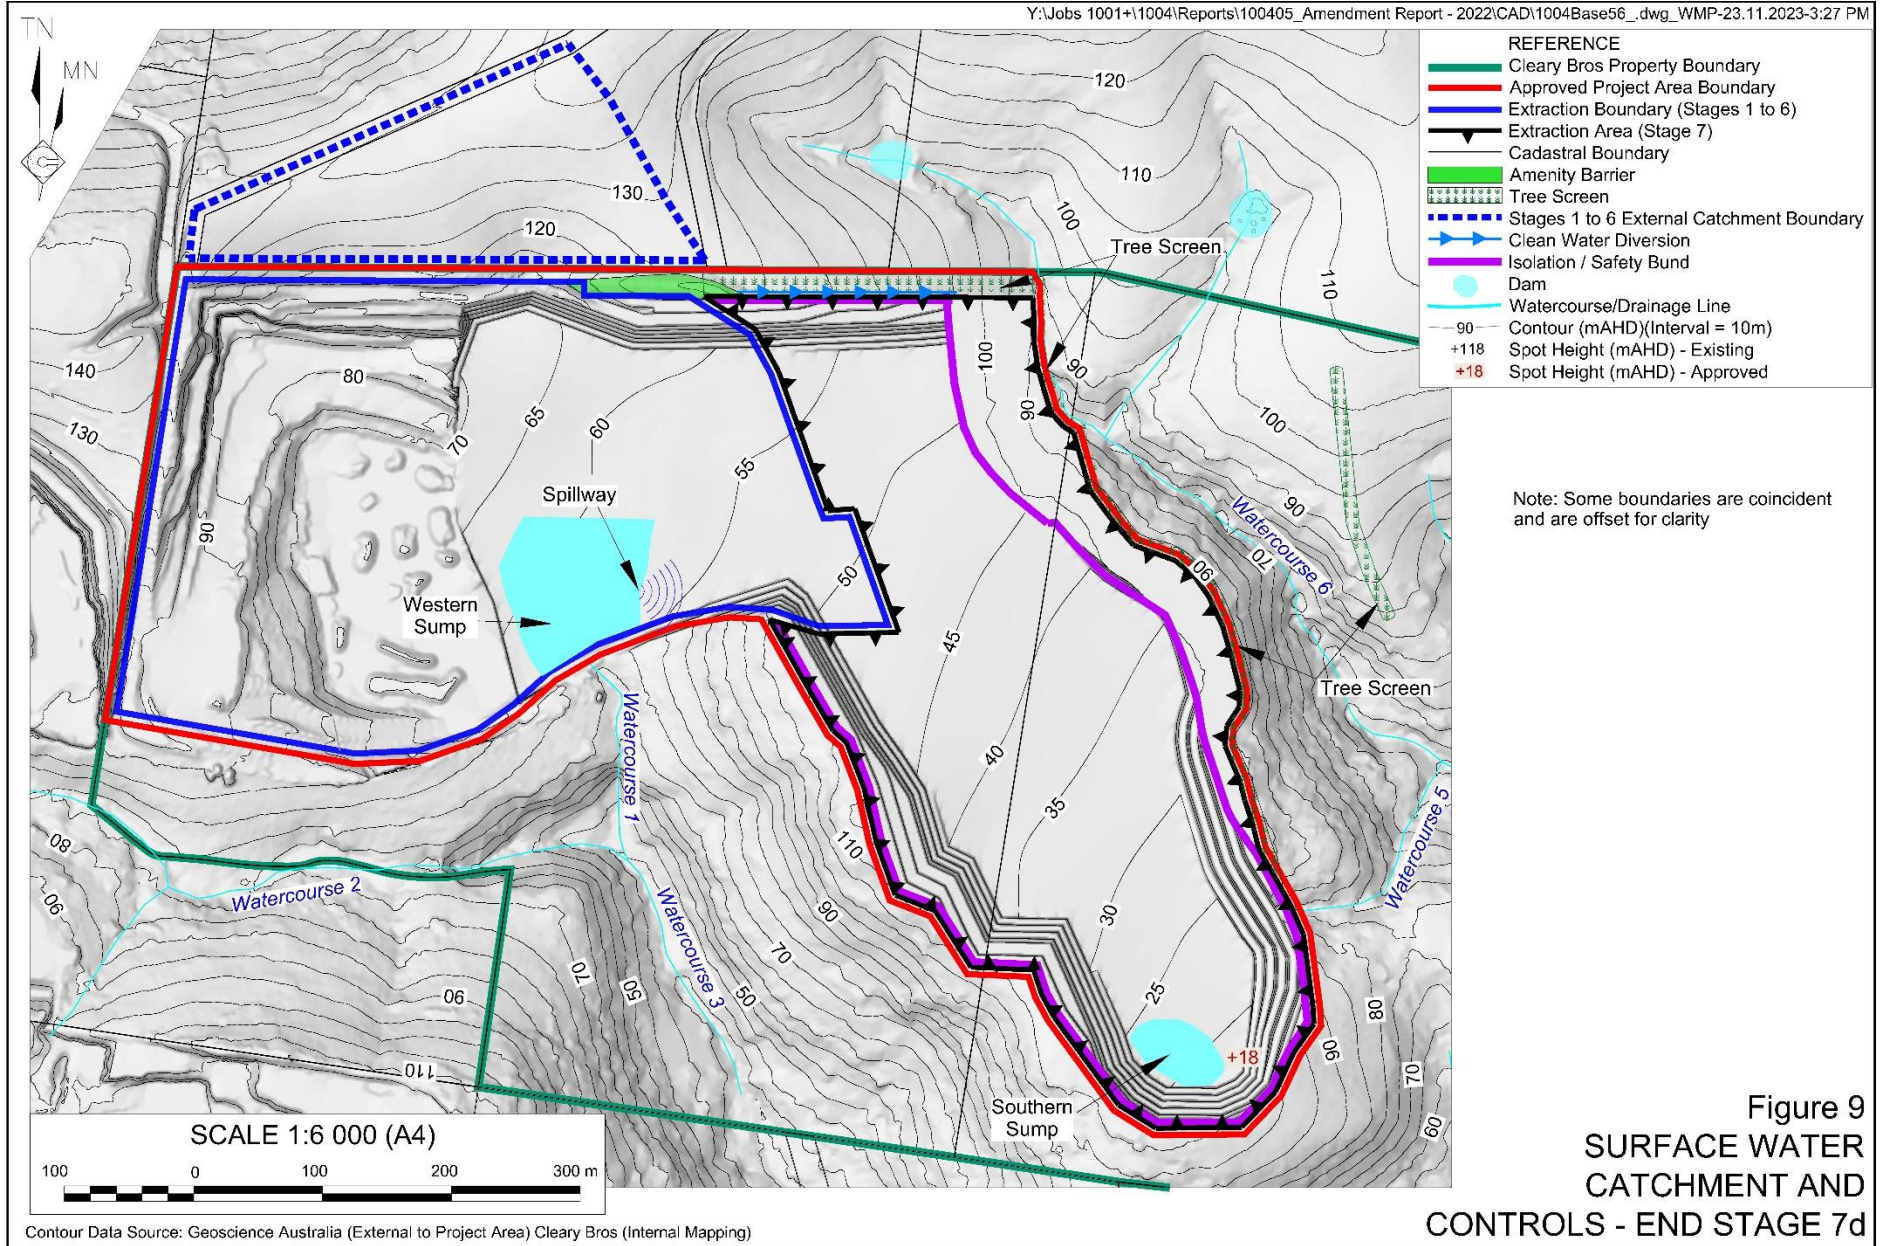 Y:\Jobs 1001+\1004\Reports\100405_Amendment Report - 2022\CAD\1004Base56_.dwg_WMP-23.11.2023-3:27 PM
TN
MN
REFERENCE
Cleary Bros Property Boundary
Approved Project Area Boundary
Extraction Boundary (Stages 1 to 6)
Extraction Area (Stage 7)
Cadastral Boundary
Amenity Barrier
Tree Screen
Stages 1 to 6 External Catchment Boundary
Clean Water Diversion
Isolation / Safety Bund
Dam
Watercourse/Drainage Line
90 Contour (mAHD)(Interval = 10m)
+118 Spot Height (mAHD) - Existing
+18 Spot Height (mAHD) - Approved
Note: Some boundaries are coincident
and are offset for clarity
120
110
130
100
120
Tree Screen
110
140
80
100
90
90
130
70
65
60
55
100
Spillway
90
Watercourse 6
70
90
90
50
Western
Sump
45
Tree Screen
Watercourse 1
40
35
110
80
Watercourse 5
Watercourse 2
90
30
90
Watercourse 3
70
70
50
50
90
25
80
+18
90
110
70
Southern
Sump
60
SCALE 1:6 000 (A4)
100 0 100 200 300 m
Contour Data Source: Geoscience Australia (External to Project Area) Cleary Bros (Internal Mapping)
Figure 9
SURFACE WATER
CATCHMENT AND
CONTROLS - END STAGE 7d